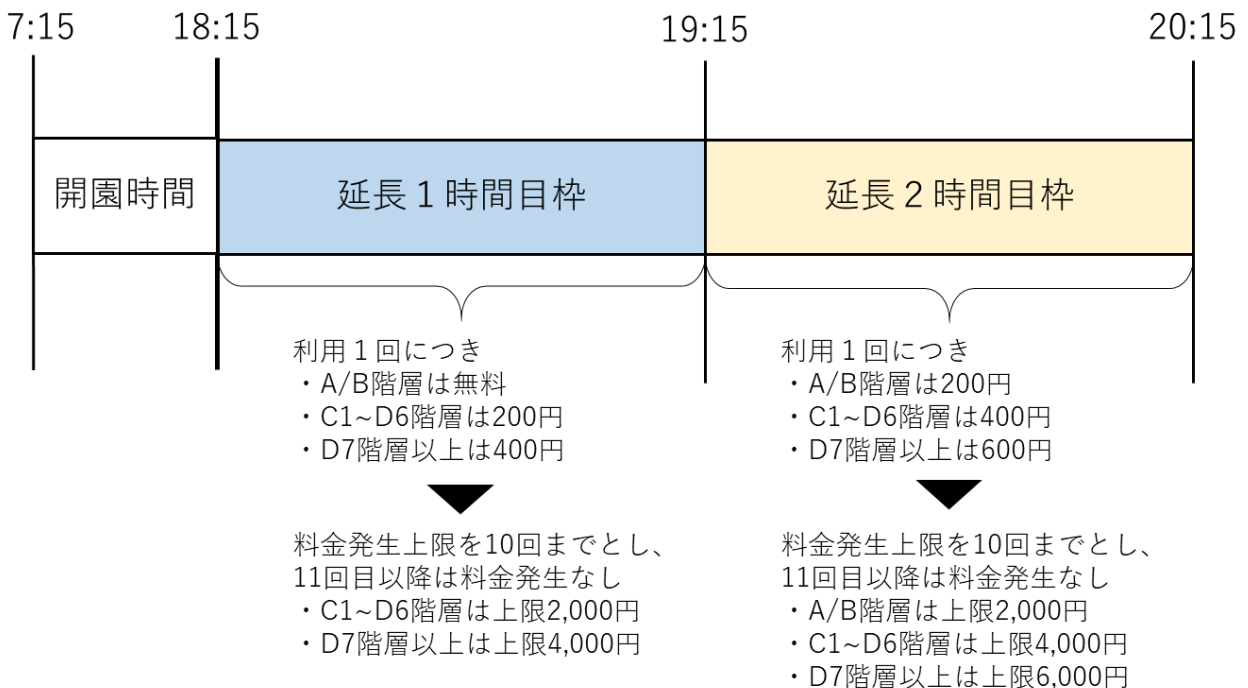 7:15
18:15
19:15
20:15
開園時間
延長１時間目枠
延長２時間目枠
利用１回につき
・A/B階層は無料
・C1~D6階層は200円
・D7階層以上は400円
料金発生上限を10回までとし、
11回目以降は料金発生なし
・C1~D6階層は上限2,000円
・D7階層以上は上限4,000円
利用１回につき
・A/B階層は200円
・C1~D6階層は400円
・D7階層以上は600円
料金発生上限を10回までとし、
11回目以降は料金発生なし
・A/B階層は上限2,000円
・C1~D6階層は上限4,000円
・D7階層以上は上限6,000円